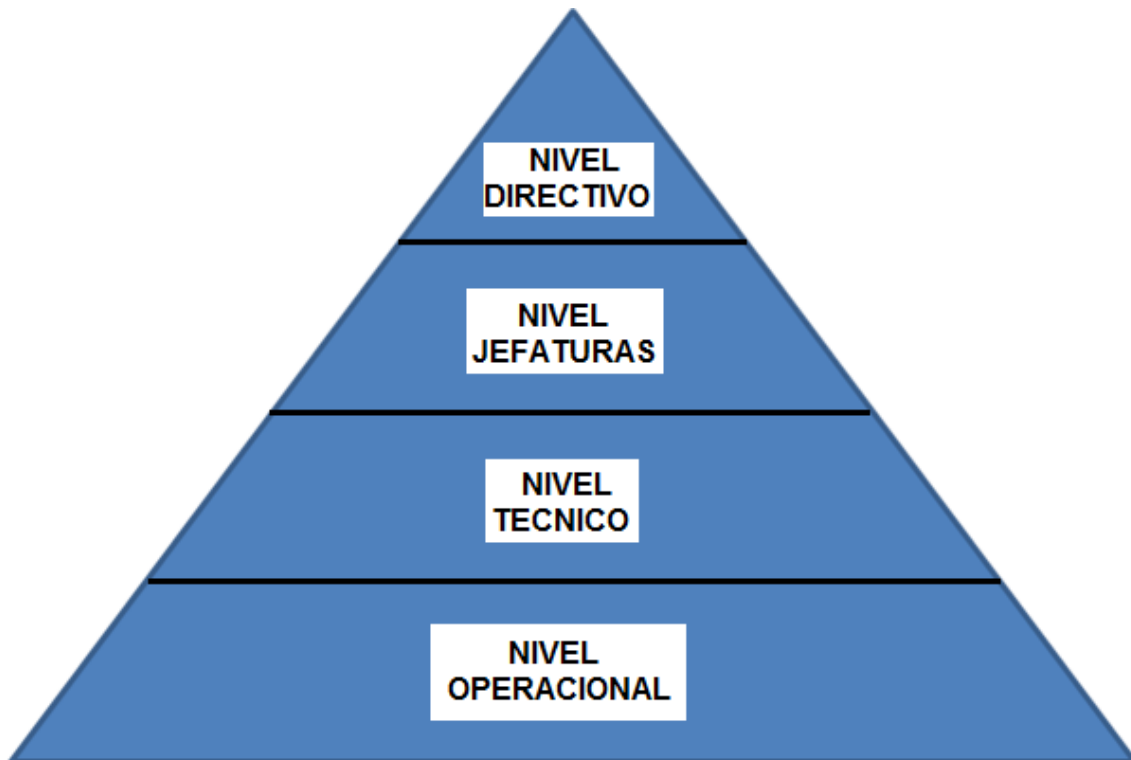 NIVEL
DIRECTIVO
NIVEL
JEFATURAS
NIVEL
TECNICO
NIVEL
OPERACIONAL